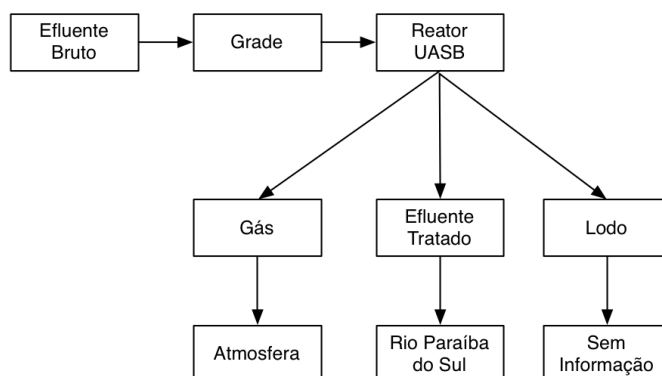 Efluente
Bruto
Grade
Reator
UASB
Gás
Efluente
Tratado
Lodo
Atmosfera
Rio Paraíba
do Sul
Sem
Informação